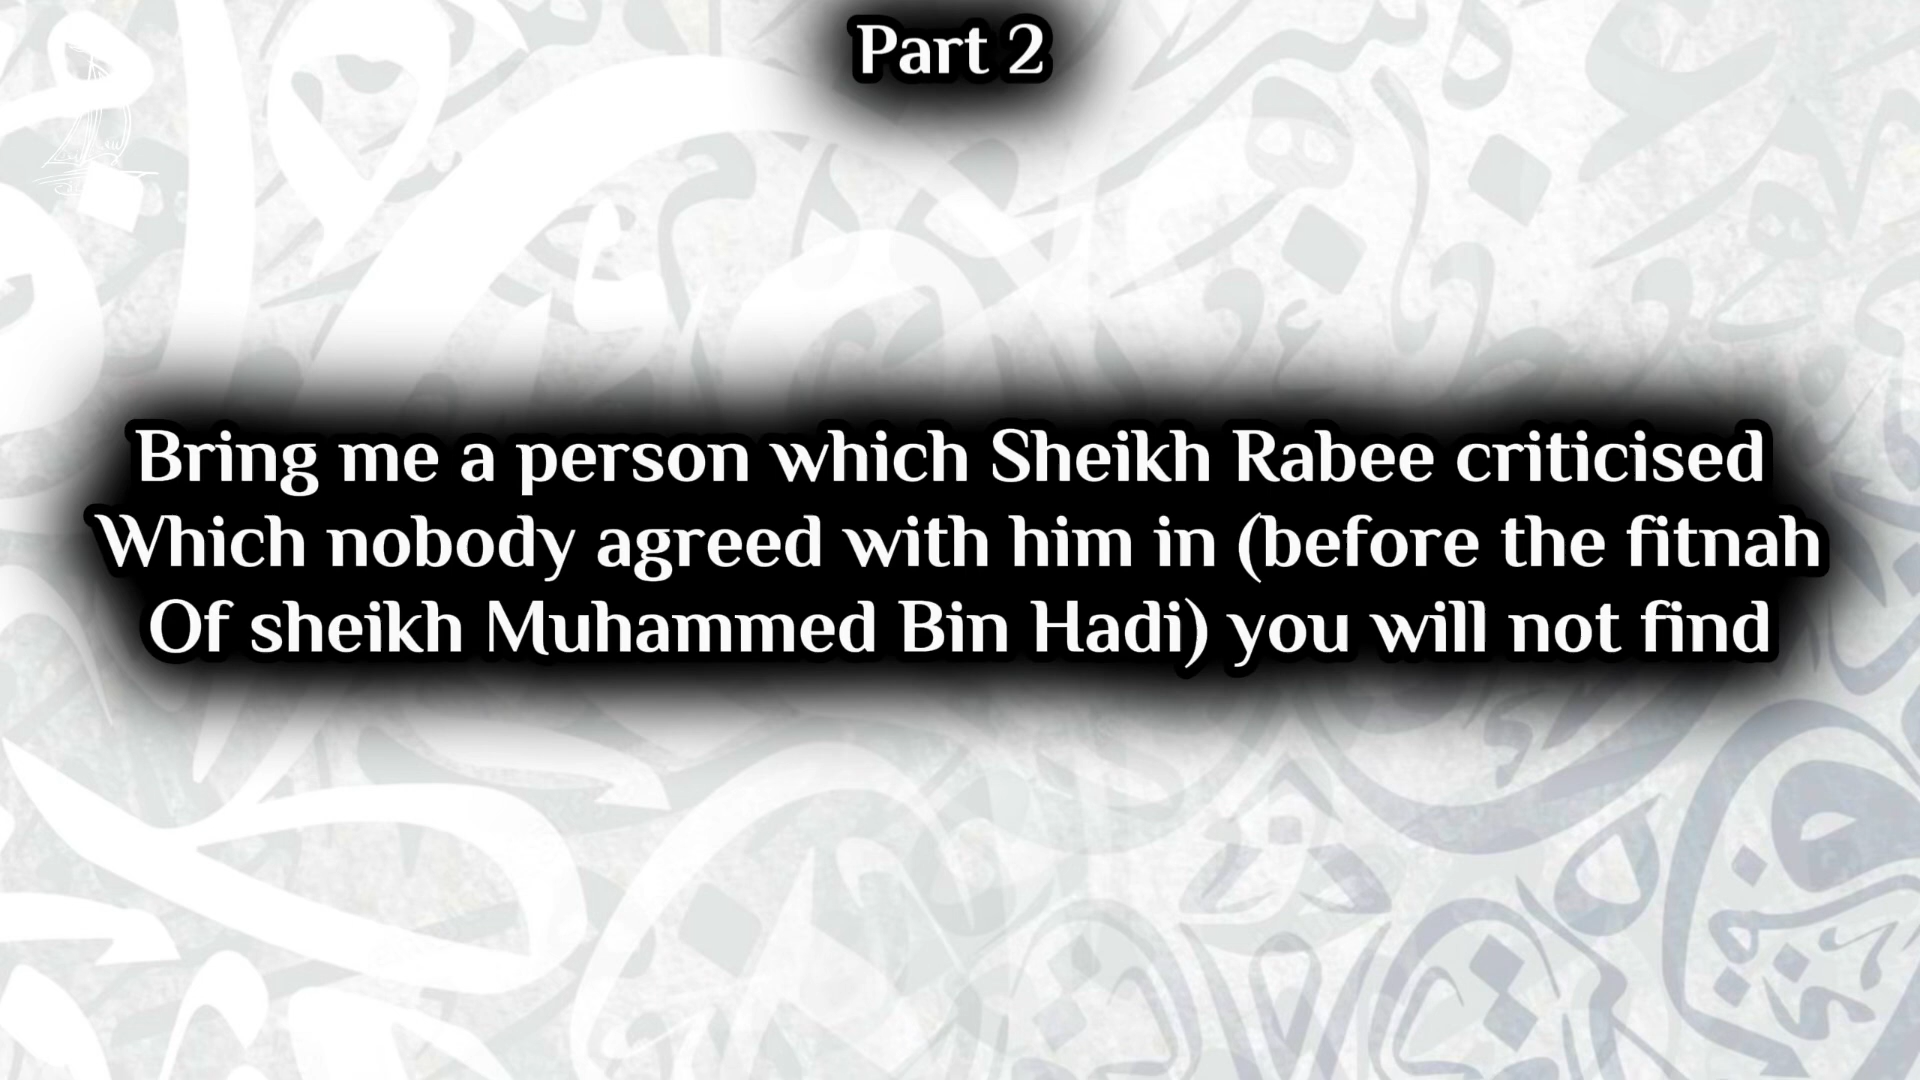 Part 2
Bring me a person which Sheikh Rabee criticised
Which nobody agreed with him in (before the fitnah
Of sheikh Muhammed Bin Hadi) you will not find